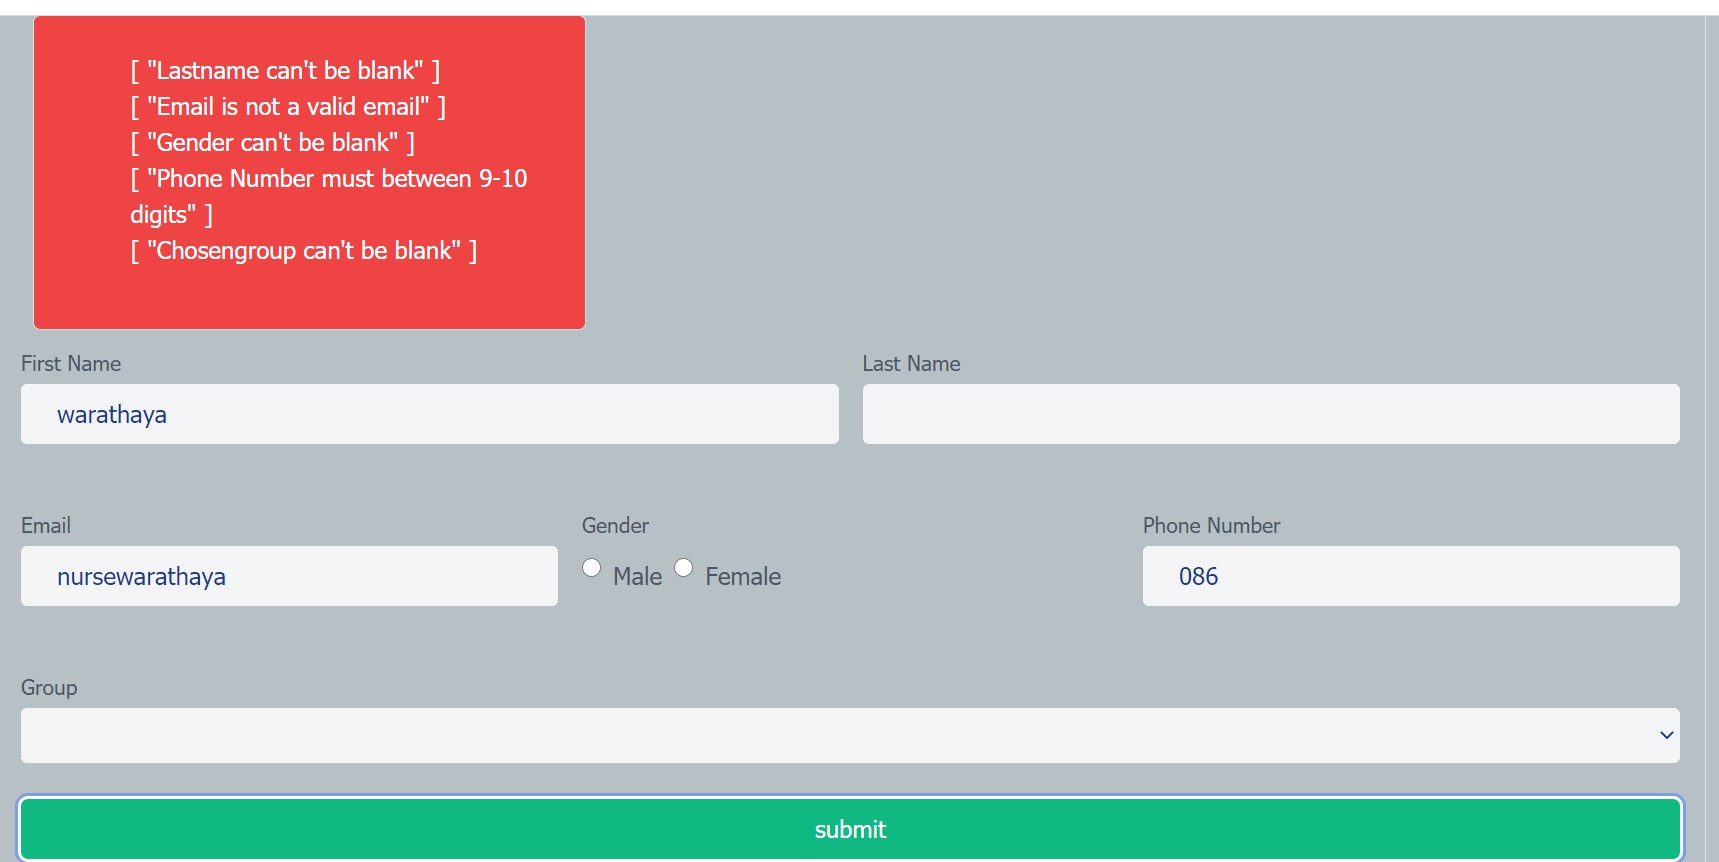 [ "Lastname can't be blank" ]
[ "Email is not a valid email" ]
[ "Gender can't be blank" ]
[ "Phone Number must between 9-10
digits" ]
[ "Chosengroup can't be blank" ]
First Name
Last Name
warathaya
Email
Gender
Phone Number
nursewarathaya
Male
Female
086
Group
submit